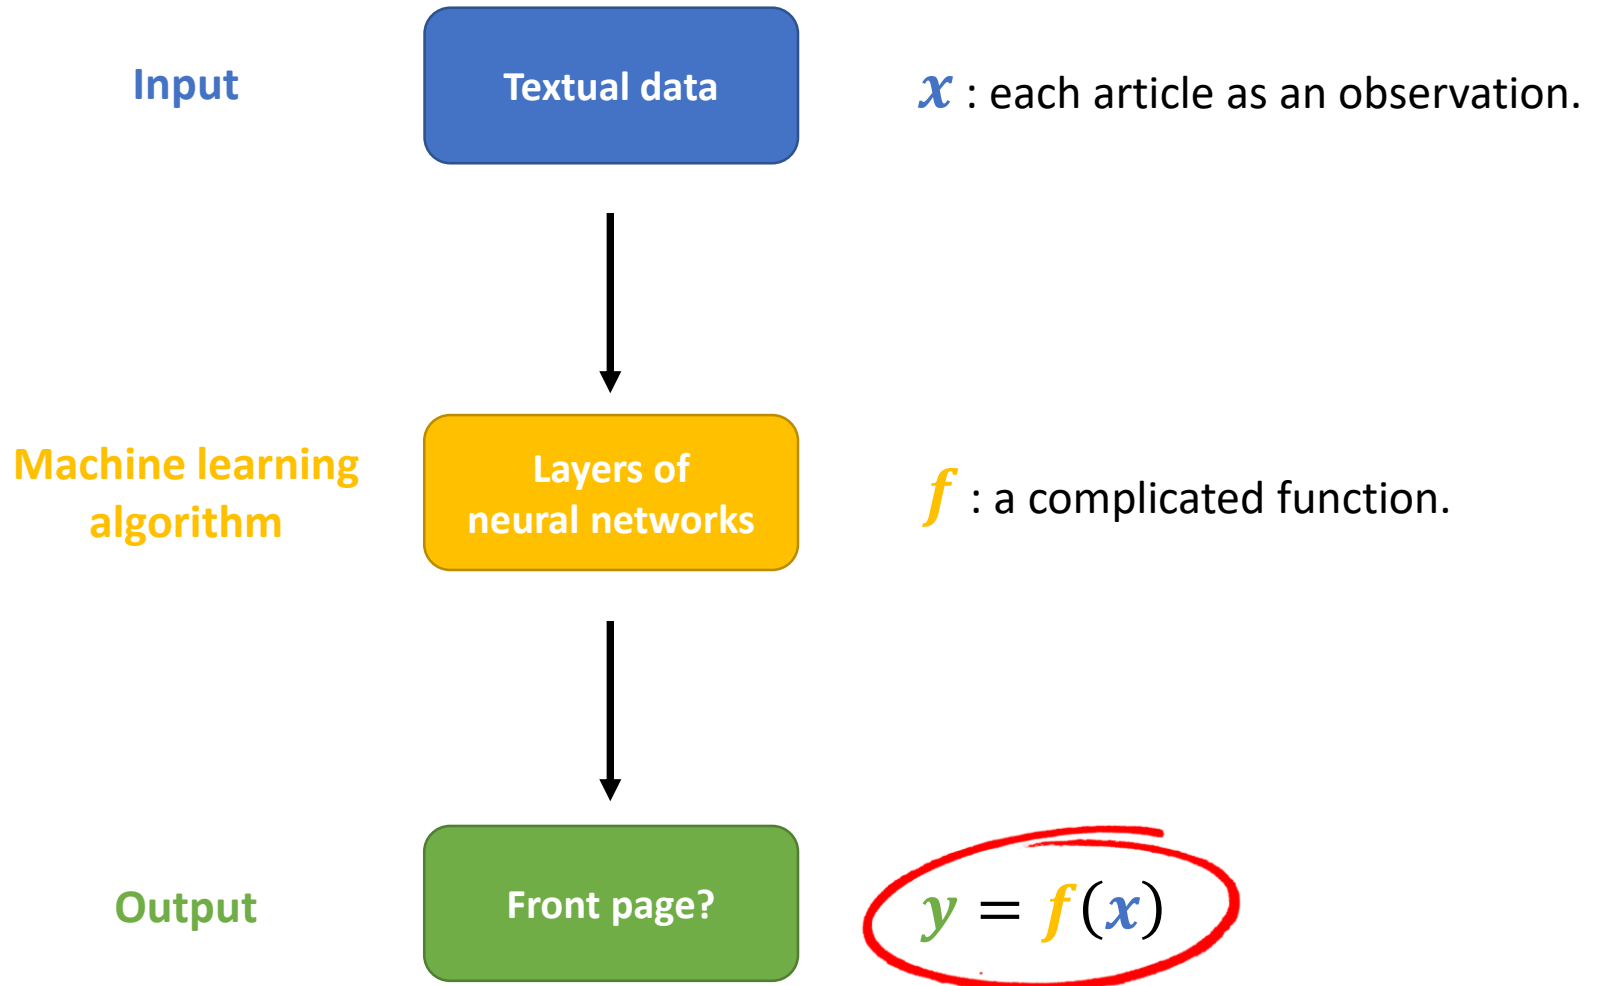 Input
Textual data
x : each article as an observation.
Machine learning
algorithm
Layers of
neural networks
f : a complicated function.
Output
Front page?
y = f(x)